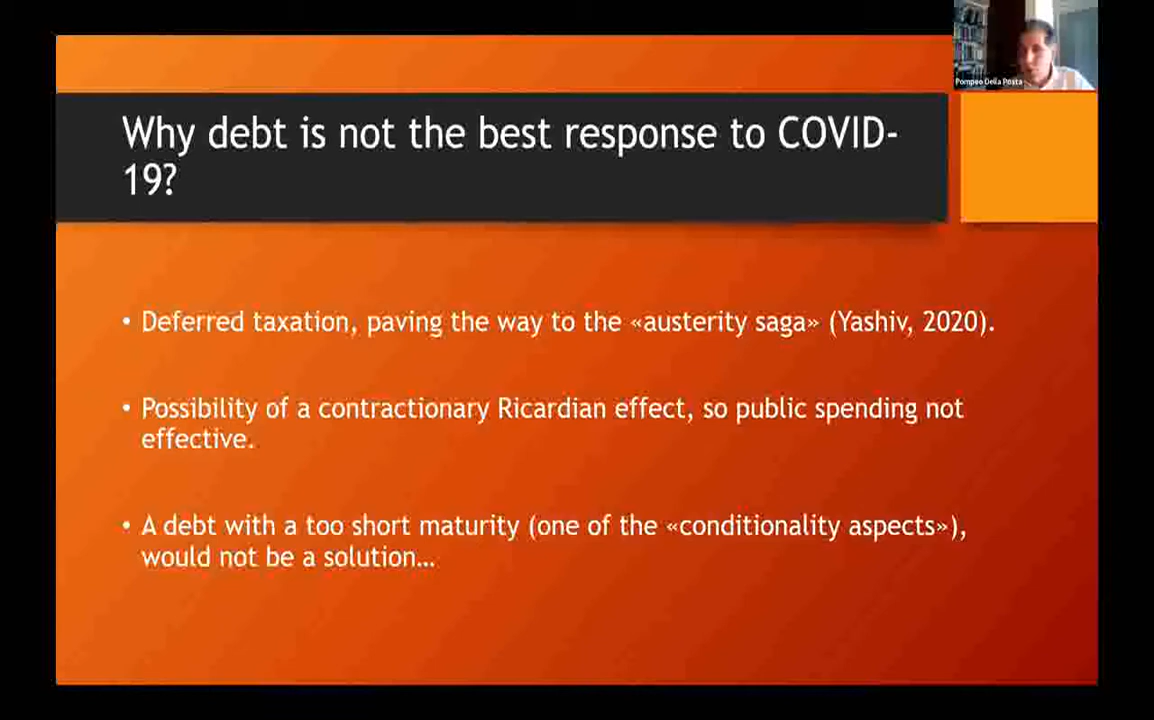 Pompeo Della Posta
Why debt is not the best response to COVID-
19?
• Deferred taxation, paving the way to the «austerity saga» (Yashiv, 2020).
• Possibility of a contractionary Ricardian effect, so public spending not
effective.
• A debt with a too short maturity (one of the «conditionality aspects»),
would not be a solution…